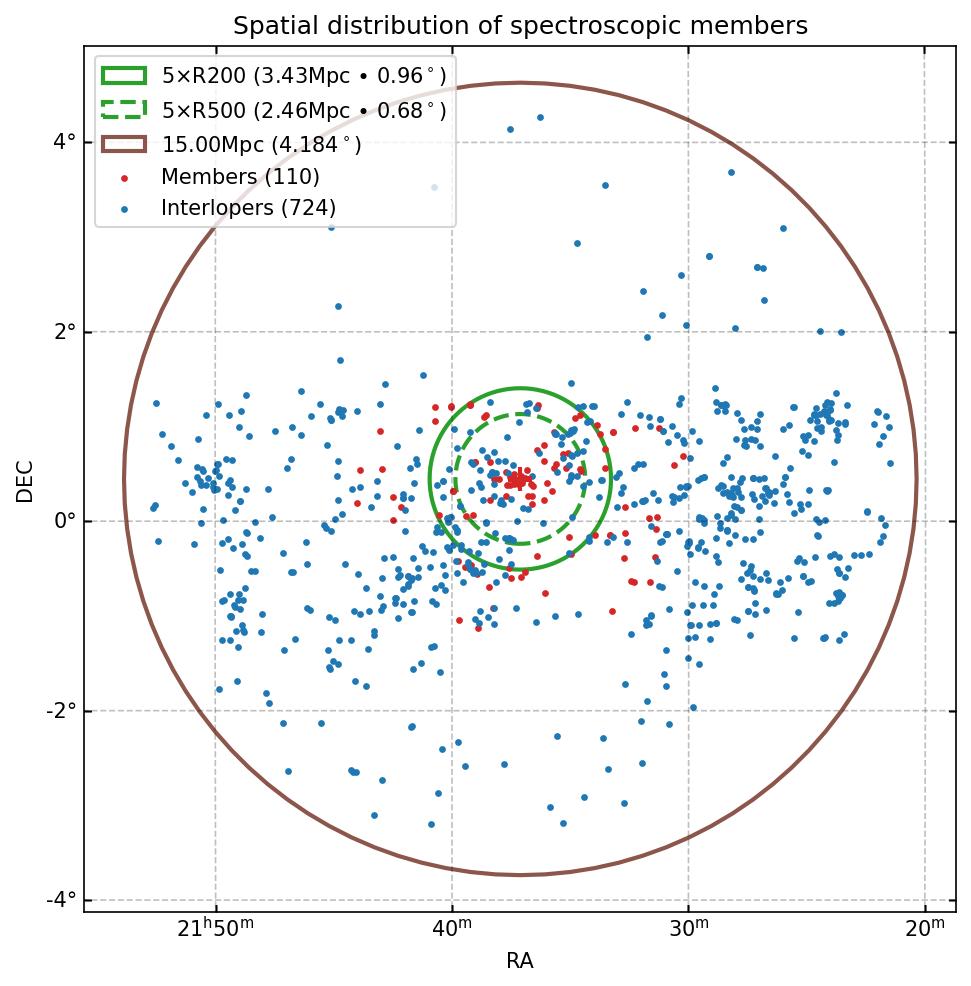 Spatial distribution of spectroscopic members
5×R200 (3.43Mpc • 0.96°)
5×R500 (2.46Mpc • 0.68°)
15.00Mpc (4.184°)
Members (110)
Interlopers (724)
4°
2°
0°
-2°
-4°
DEC
21ʰ50ᵐ 40ᵐ 30ᵐ 20ᵐ
RA